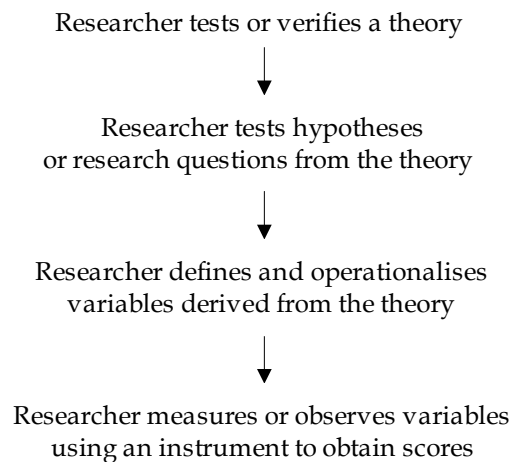 Researcher tests or verifies a theory
Researcher tests hypotheses
or research questions from the theory
Researcher defines and operationalises
variables derived from the theory
Researcher measures or observes variables
using an instrument to obtain scores